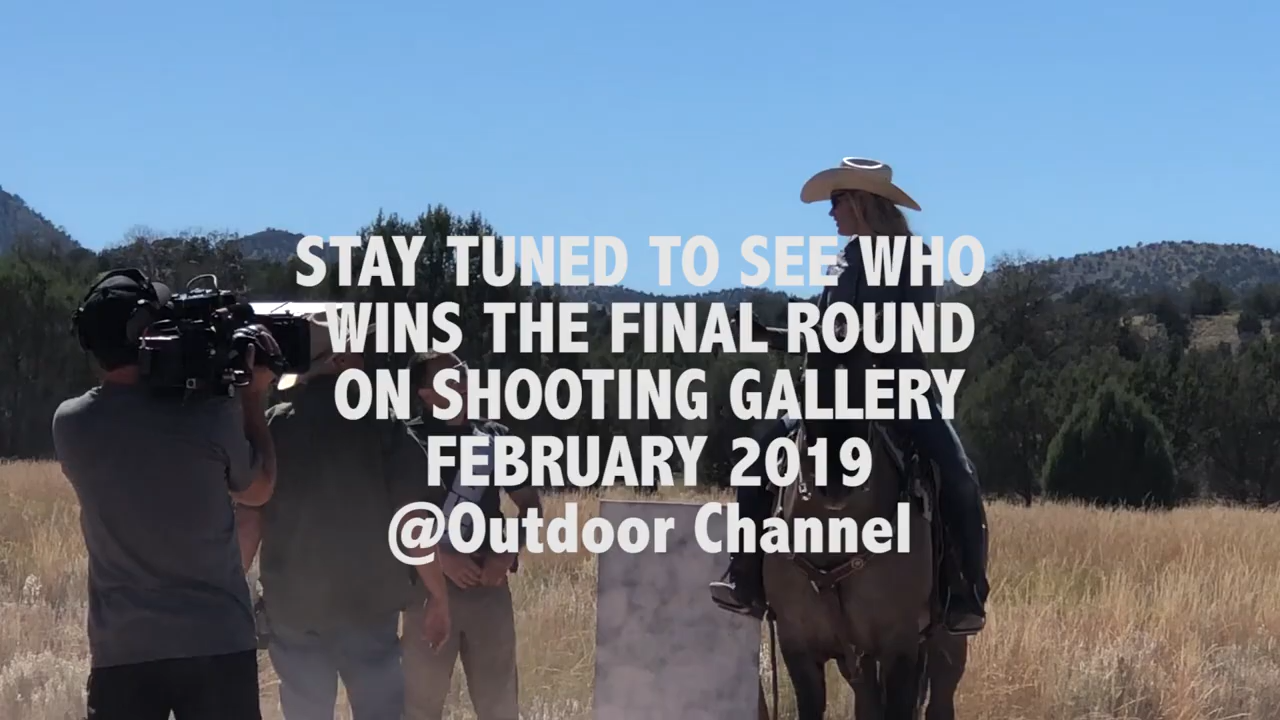 STAY TUNED TO SEE WHO
WINS THE FINAL ROUND
ON SHOOTING GALLERY
FEBRUARY 2019
@Outdoor Channel